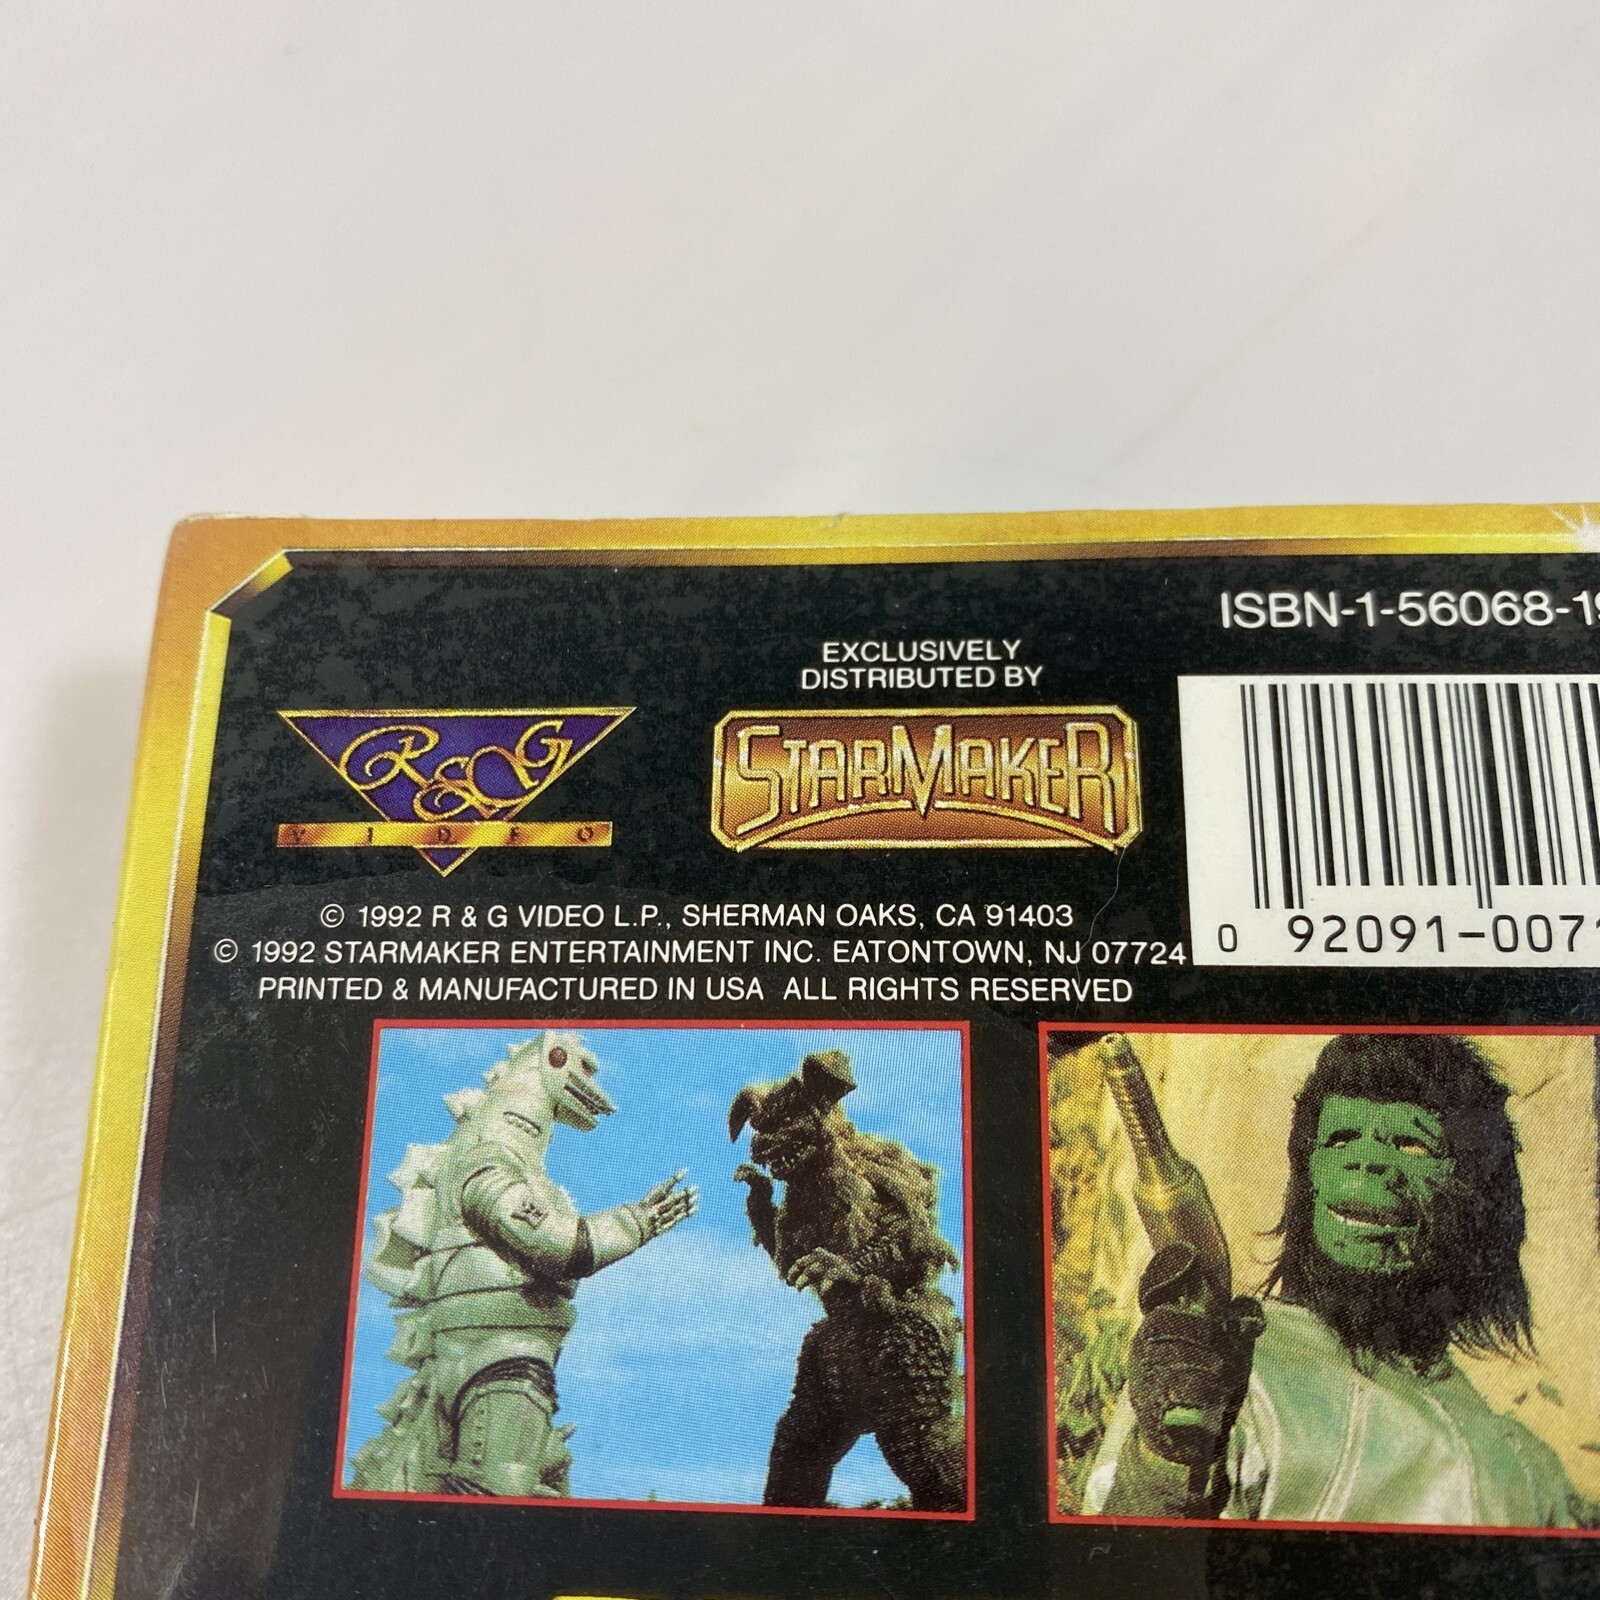 ISBN-1-56068-19
EXCLUSIVELY
DISTRIBUTED BY
R & G
VIDEO
STARMAKER
© 1992 R & G VIDEO L.P., SHERMAN OAKS, CA 91403
© 1992 STARMAKER ENTERTAINMENT INC. EATONTOWN, NJ 07724
PRINTED & MANUFACTURED IN USA ALL RIGHTS RESERVED
0 92091-0071